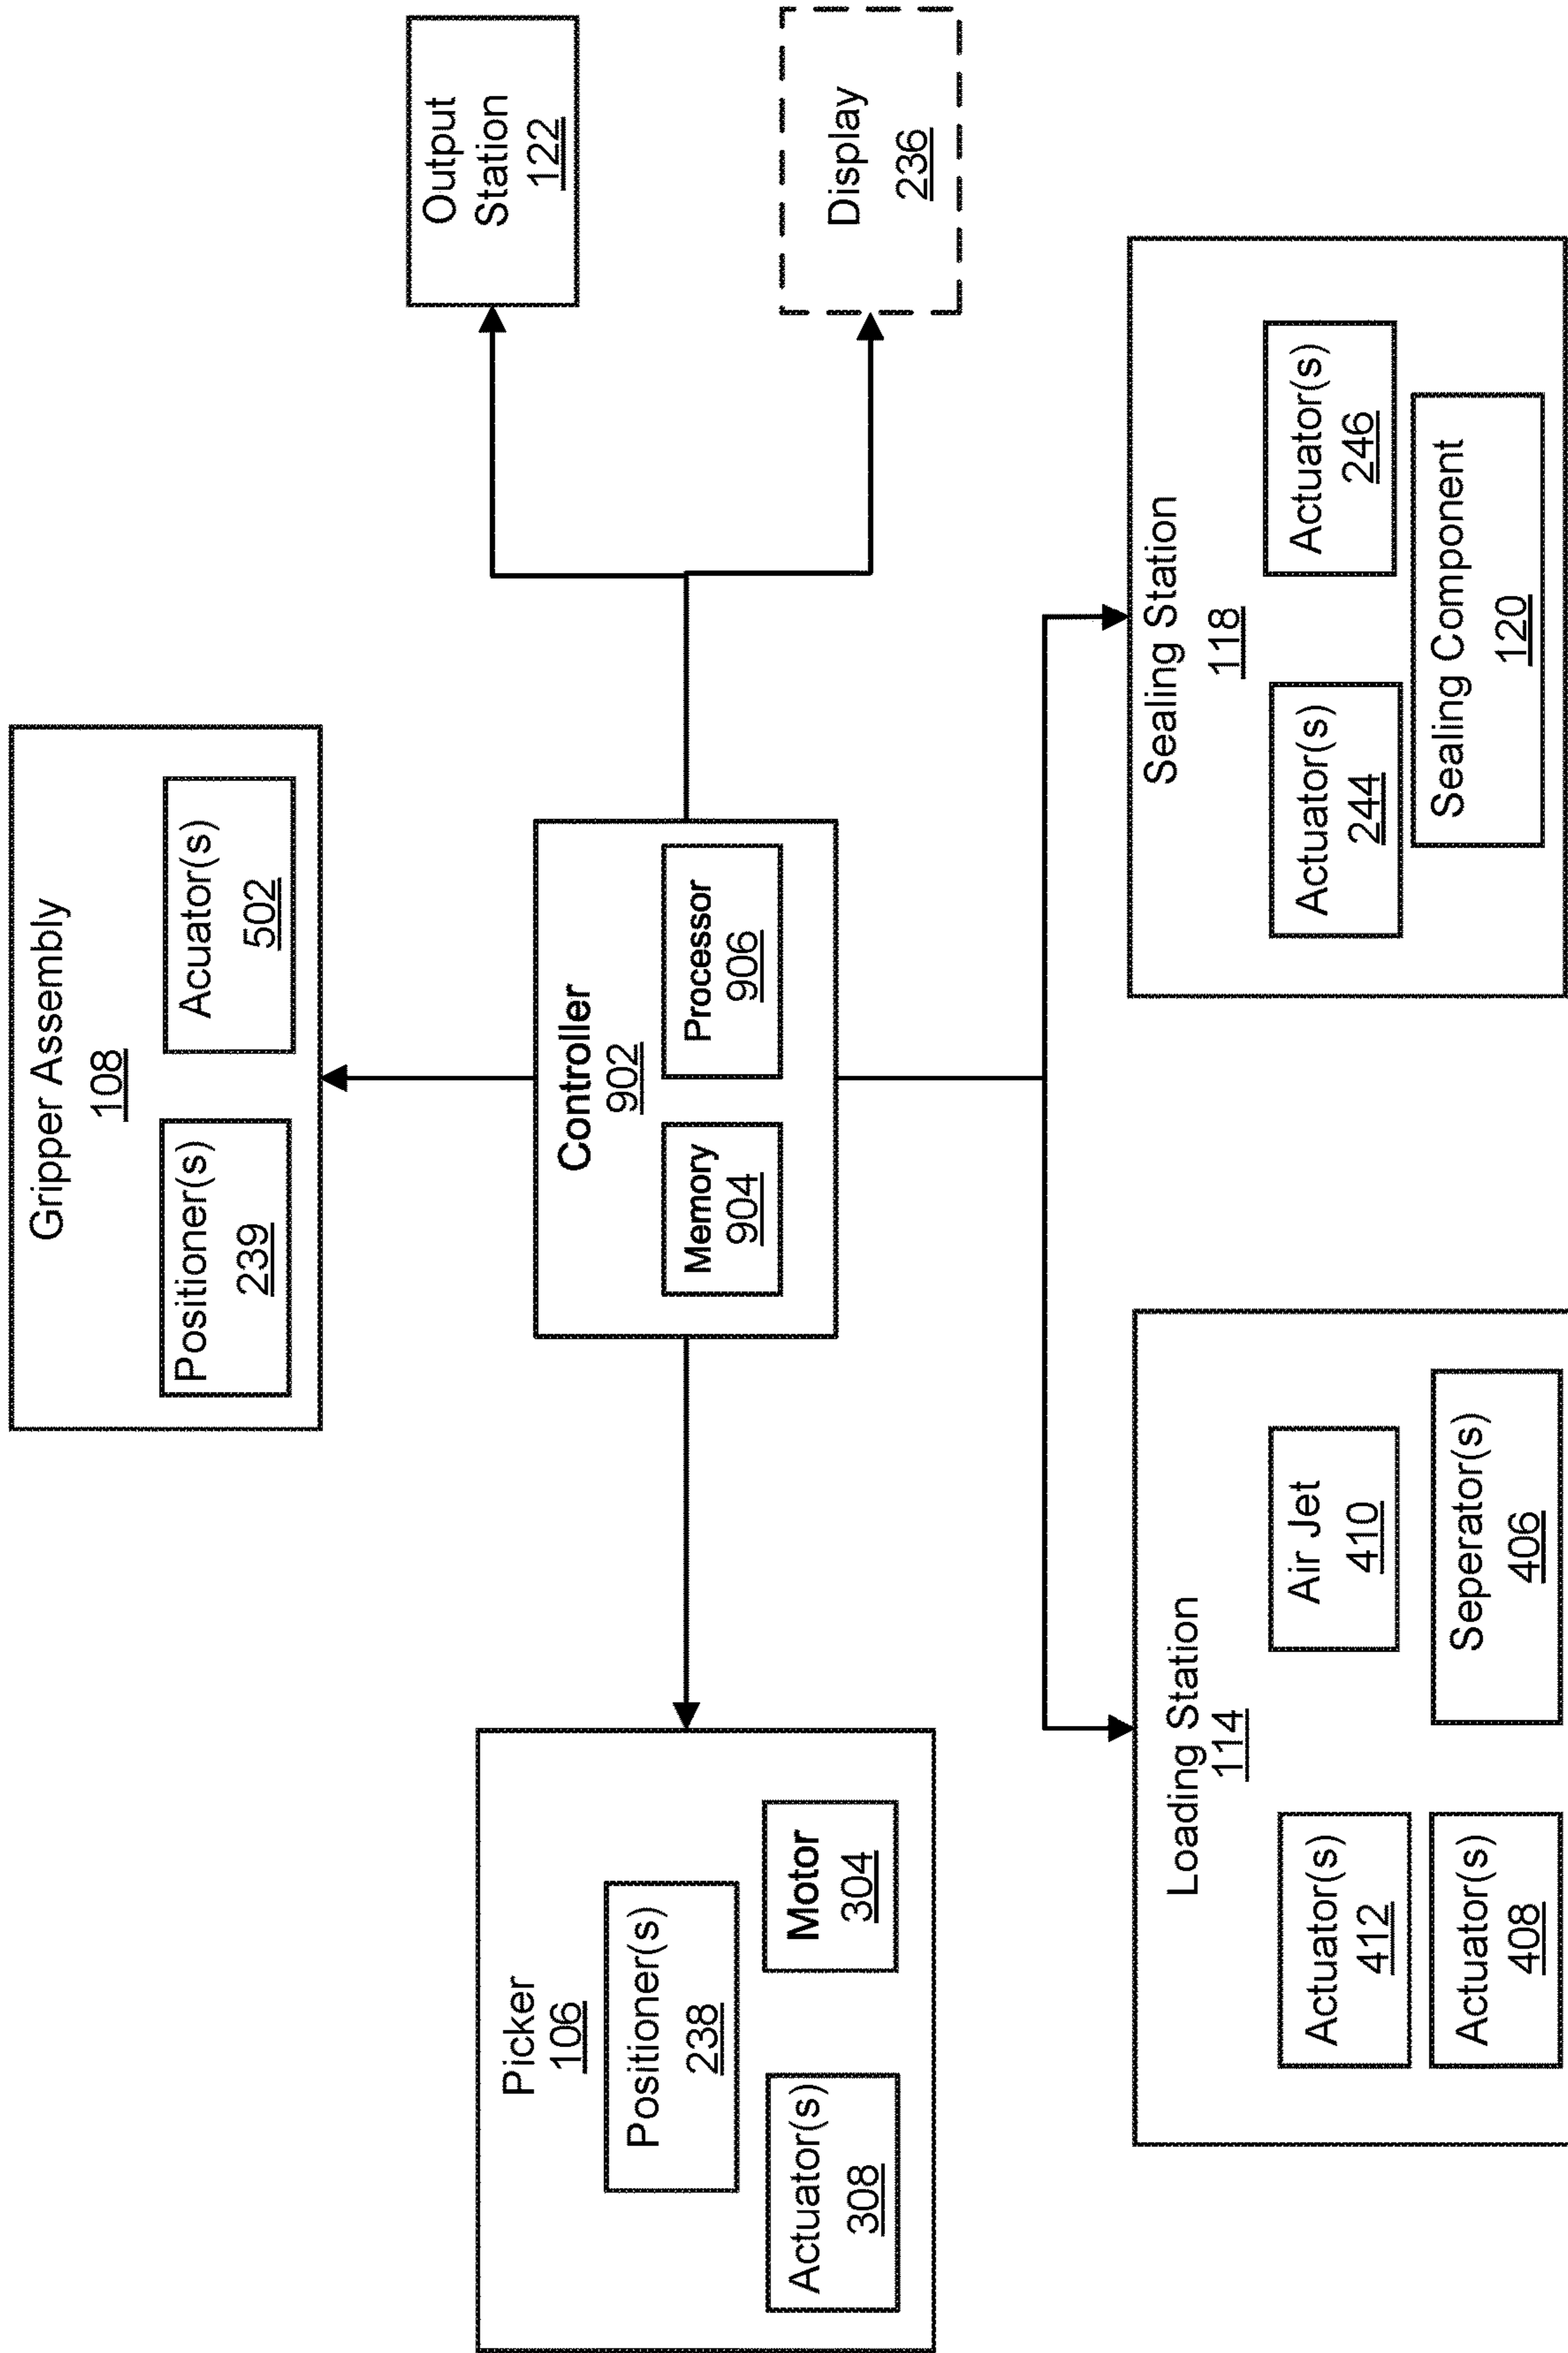 Gripper Assembly
108
Positioner(s)
239
Acuator(s)
502
Picker
106
Positioner(s)
238
Actuator(s)
308
Motor
304
Controller
902
Memory
904
Processor
906
Output
Station
122
Display
236
Loading Station
114
Actuator(s)
412
Air Jet
410
Actuator(s)
408
Seperator(s)
406
Sealing Station
118
Actuator(s)
244
Actuator(s)
246
Sealing Component
120